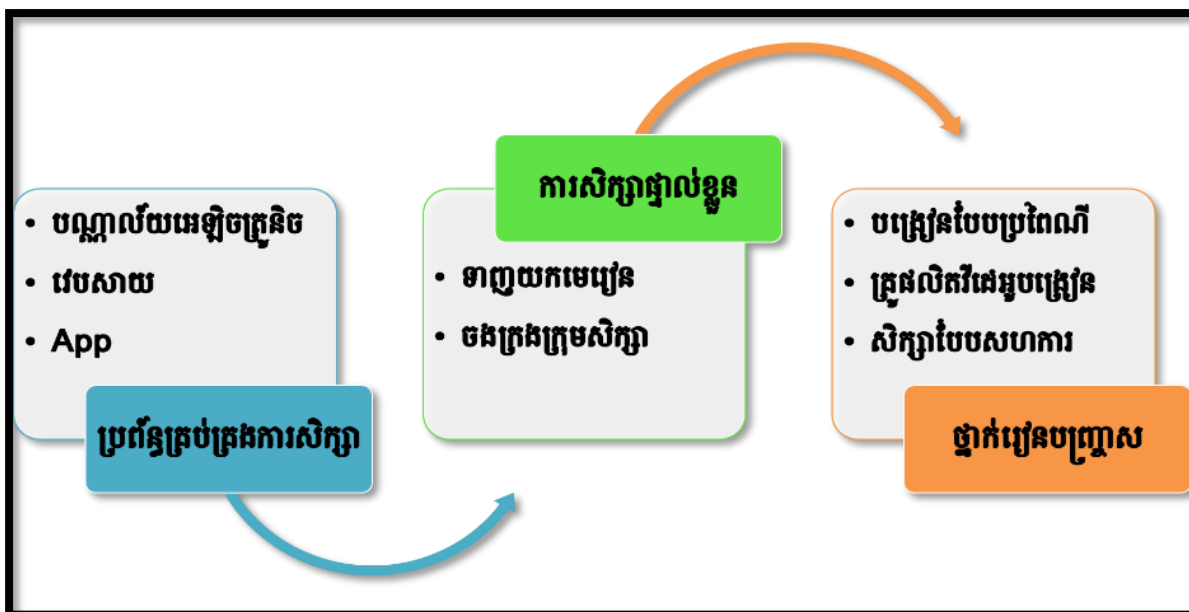 • បណ្ណាល័យអេឡិចត្រូនិច
• វេបសាយ
• App
ប្រព័ន្ធគ្រប់គ្រងការសិក្សា
ការសិក្សាផ្ទាល់ខ្លួន
• ទាញយកមេរៀន
• ចងក្រងក្រុមសិក្សា
• បង្រៀនបែបប្រពៃណី
• គ្រូផលិតវីដេអូបង្រៀន
• សិក្សាបែបសហការ
ថ្នាក់រៀនបញ្ច្រាស